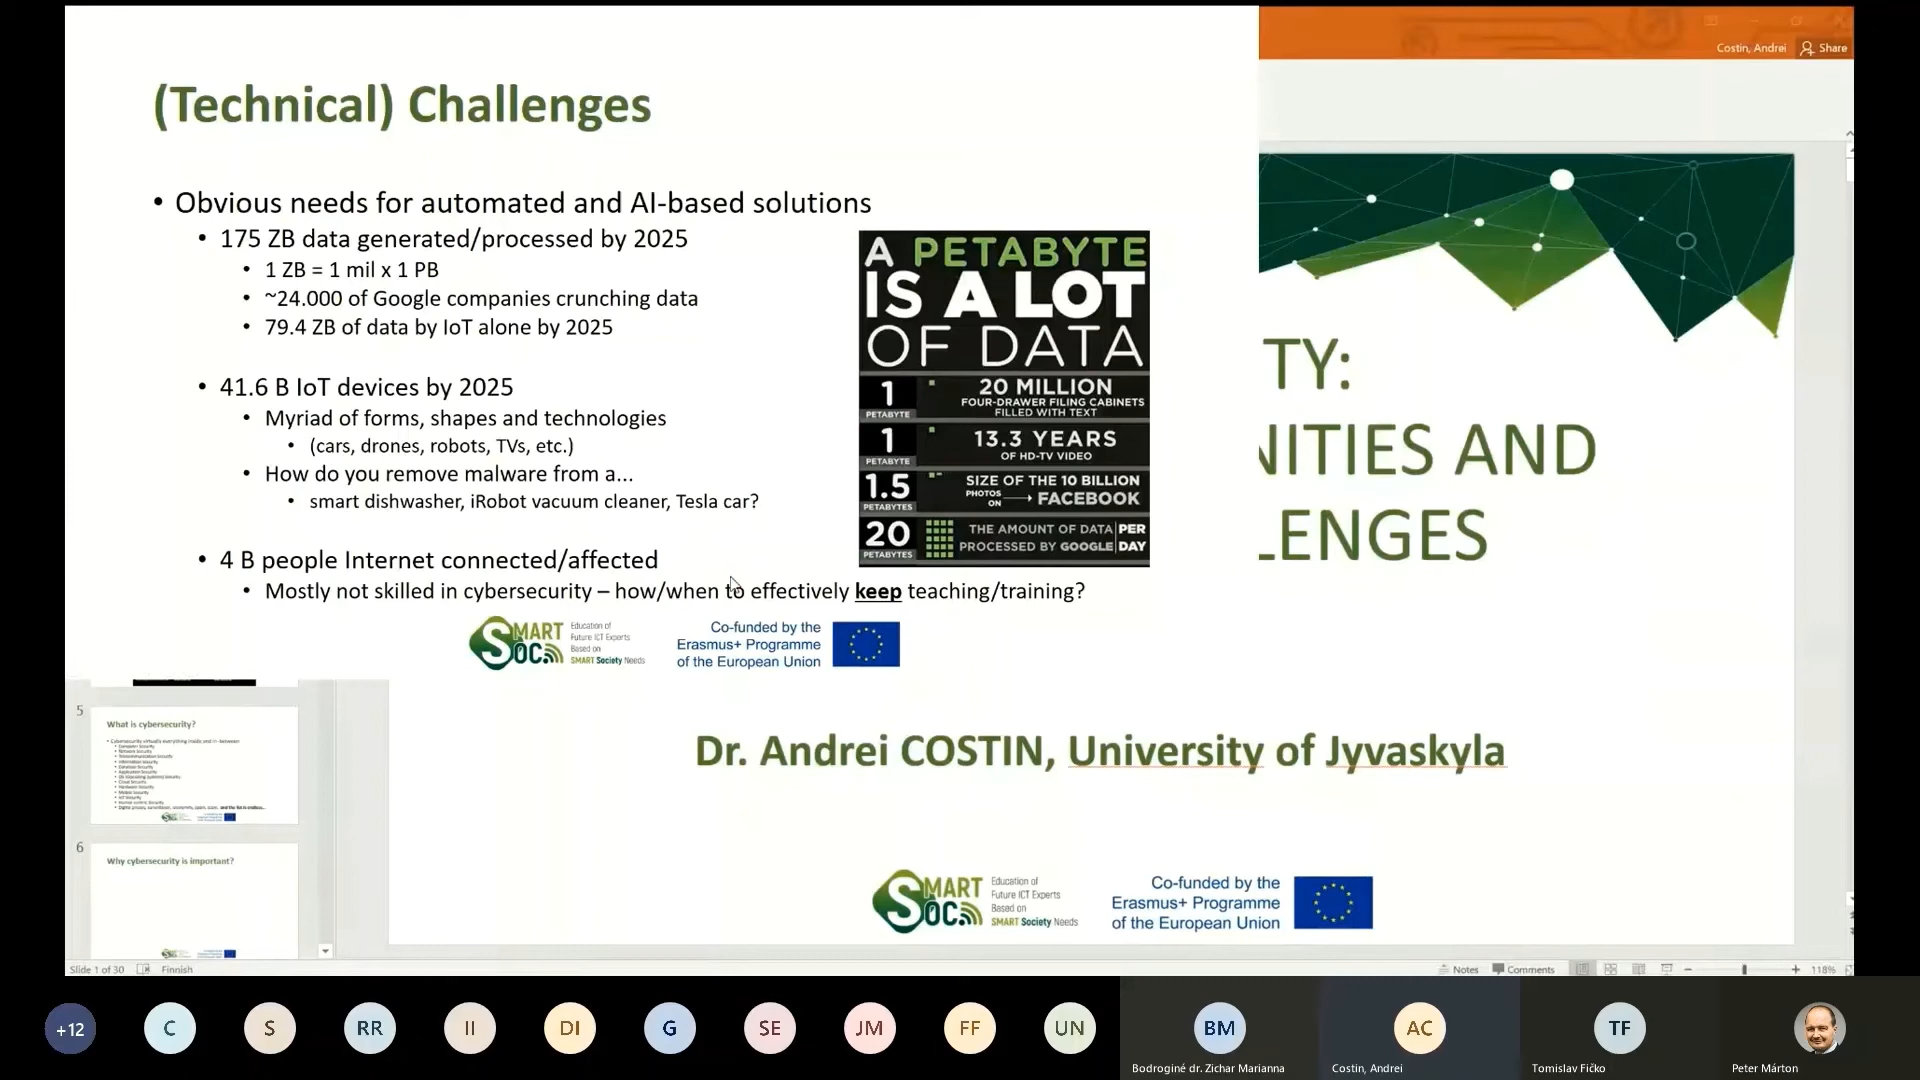 (Technical) Challenges
• Obvious needs for automated and AI-based solutions
• 175 ZB data generated/processed by 2025
• 1 ZB = 1 mil x 1 PB
• ~24.000 of Google companies crunching data
• 79.4 ZB of data by IoT alone by 2025
• 41.6 B IoT devices by 2025
• Myriad of forms, shapes and technologies
• (cars, drones, robots, TVs, etc.)
• How do you remove malware from a...
• smart dishwasher, iRobot vacuum cleaner, Tesla car?
• 4 B people Internet connected/affected
• Mostly not skilled in cybersecurity – how/when to effectively keep teaching/training?
A PETABYTE
IS A LOT
OF DATA
1
PETABYTE
20 MILLION
FOUR-DRAWER FILING CABINETS
FILLED WITH TEXT
1
PETABYTE
13.3 YEARS
OF HD-TV VIDEO
1.5
PETABYTES
SIZE OF THE 10 BILLION
PHOTOS ON → FACEBOOK
20
PETABYTES
THE AMOUNT OF DATA PER
PROCESSED BY GOOGLE DAY
SMART
SOC
Education of
Future ICT Experts
Based on
SMART Society Needs
Co-funded by the
Erasmus+ Programme
of the European Union
Costin, Andrei
Share
TY:
NITIES AND
LENGES
Dr. Andrei COSTIN, University of Jyvaskyla
SMART
SOC
Education of
Future ICT Experts
Based on
SMART Society Needs
Co-funded by the
Erasmus+ Programme
of the European Union
5
What is cybersecurity?
6
Why cybersecurity is important?
Slide 1 of 30
Finnish
Notes
Comments
118%
+12
C
S
RR
II
DI
G
SE
JM
FF
UN
BM
AC
TF
Bodroginé dr. Zichar Marianna
Costin, Andrei
Tomislav Fičko
Peter Márton